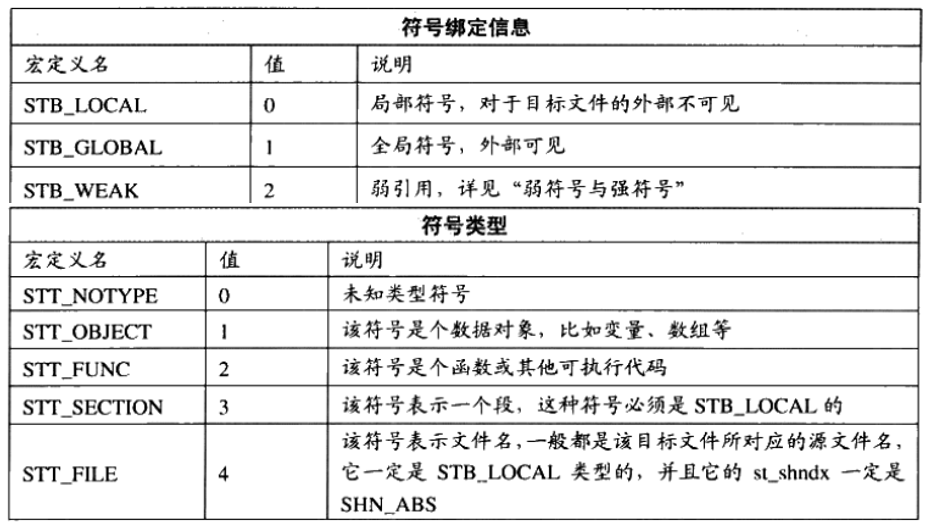 符号绑定信息
宏定义名 值 说明
STB_LOCAL 0 局部符号，对于目标文件的外部不可见
STB_GLOBAL 1 全局符号，外部可见
STB_WEAK 2 弱引用，详见“弱符号与强符号”
符号类型
宏定义名 值 说明
STT_NOTYPE 0 未知类型符号
STT_OBJECT 1 该符号是个数据对象，比如变量、数组等
STT_FUNC 2 该符号是个函数或其他可执行代码
STT_SECTION 3 该符号表示一个段，这种符号必须是 STB_LOCAL 的
该符号表示文件名，一般都是该目标文件所对应的源文件名，
STT_FILE 4 它一定是 STB_LOCAL 类型的，并且它的 st_shndx 一定是
SHN_ABS